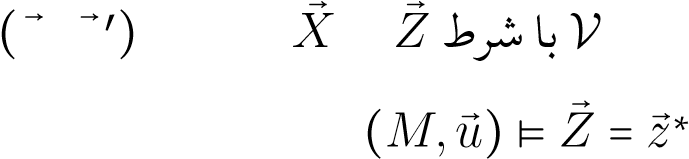 𝒱 با شرط Z⃗ X⃗ (→ →′)
(M, u⃗) ⊨ Z⃗ = z⃗*